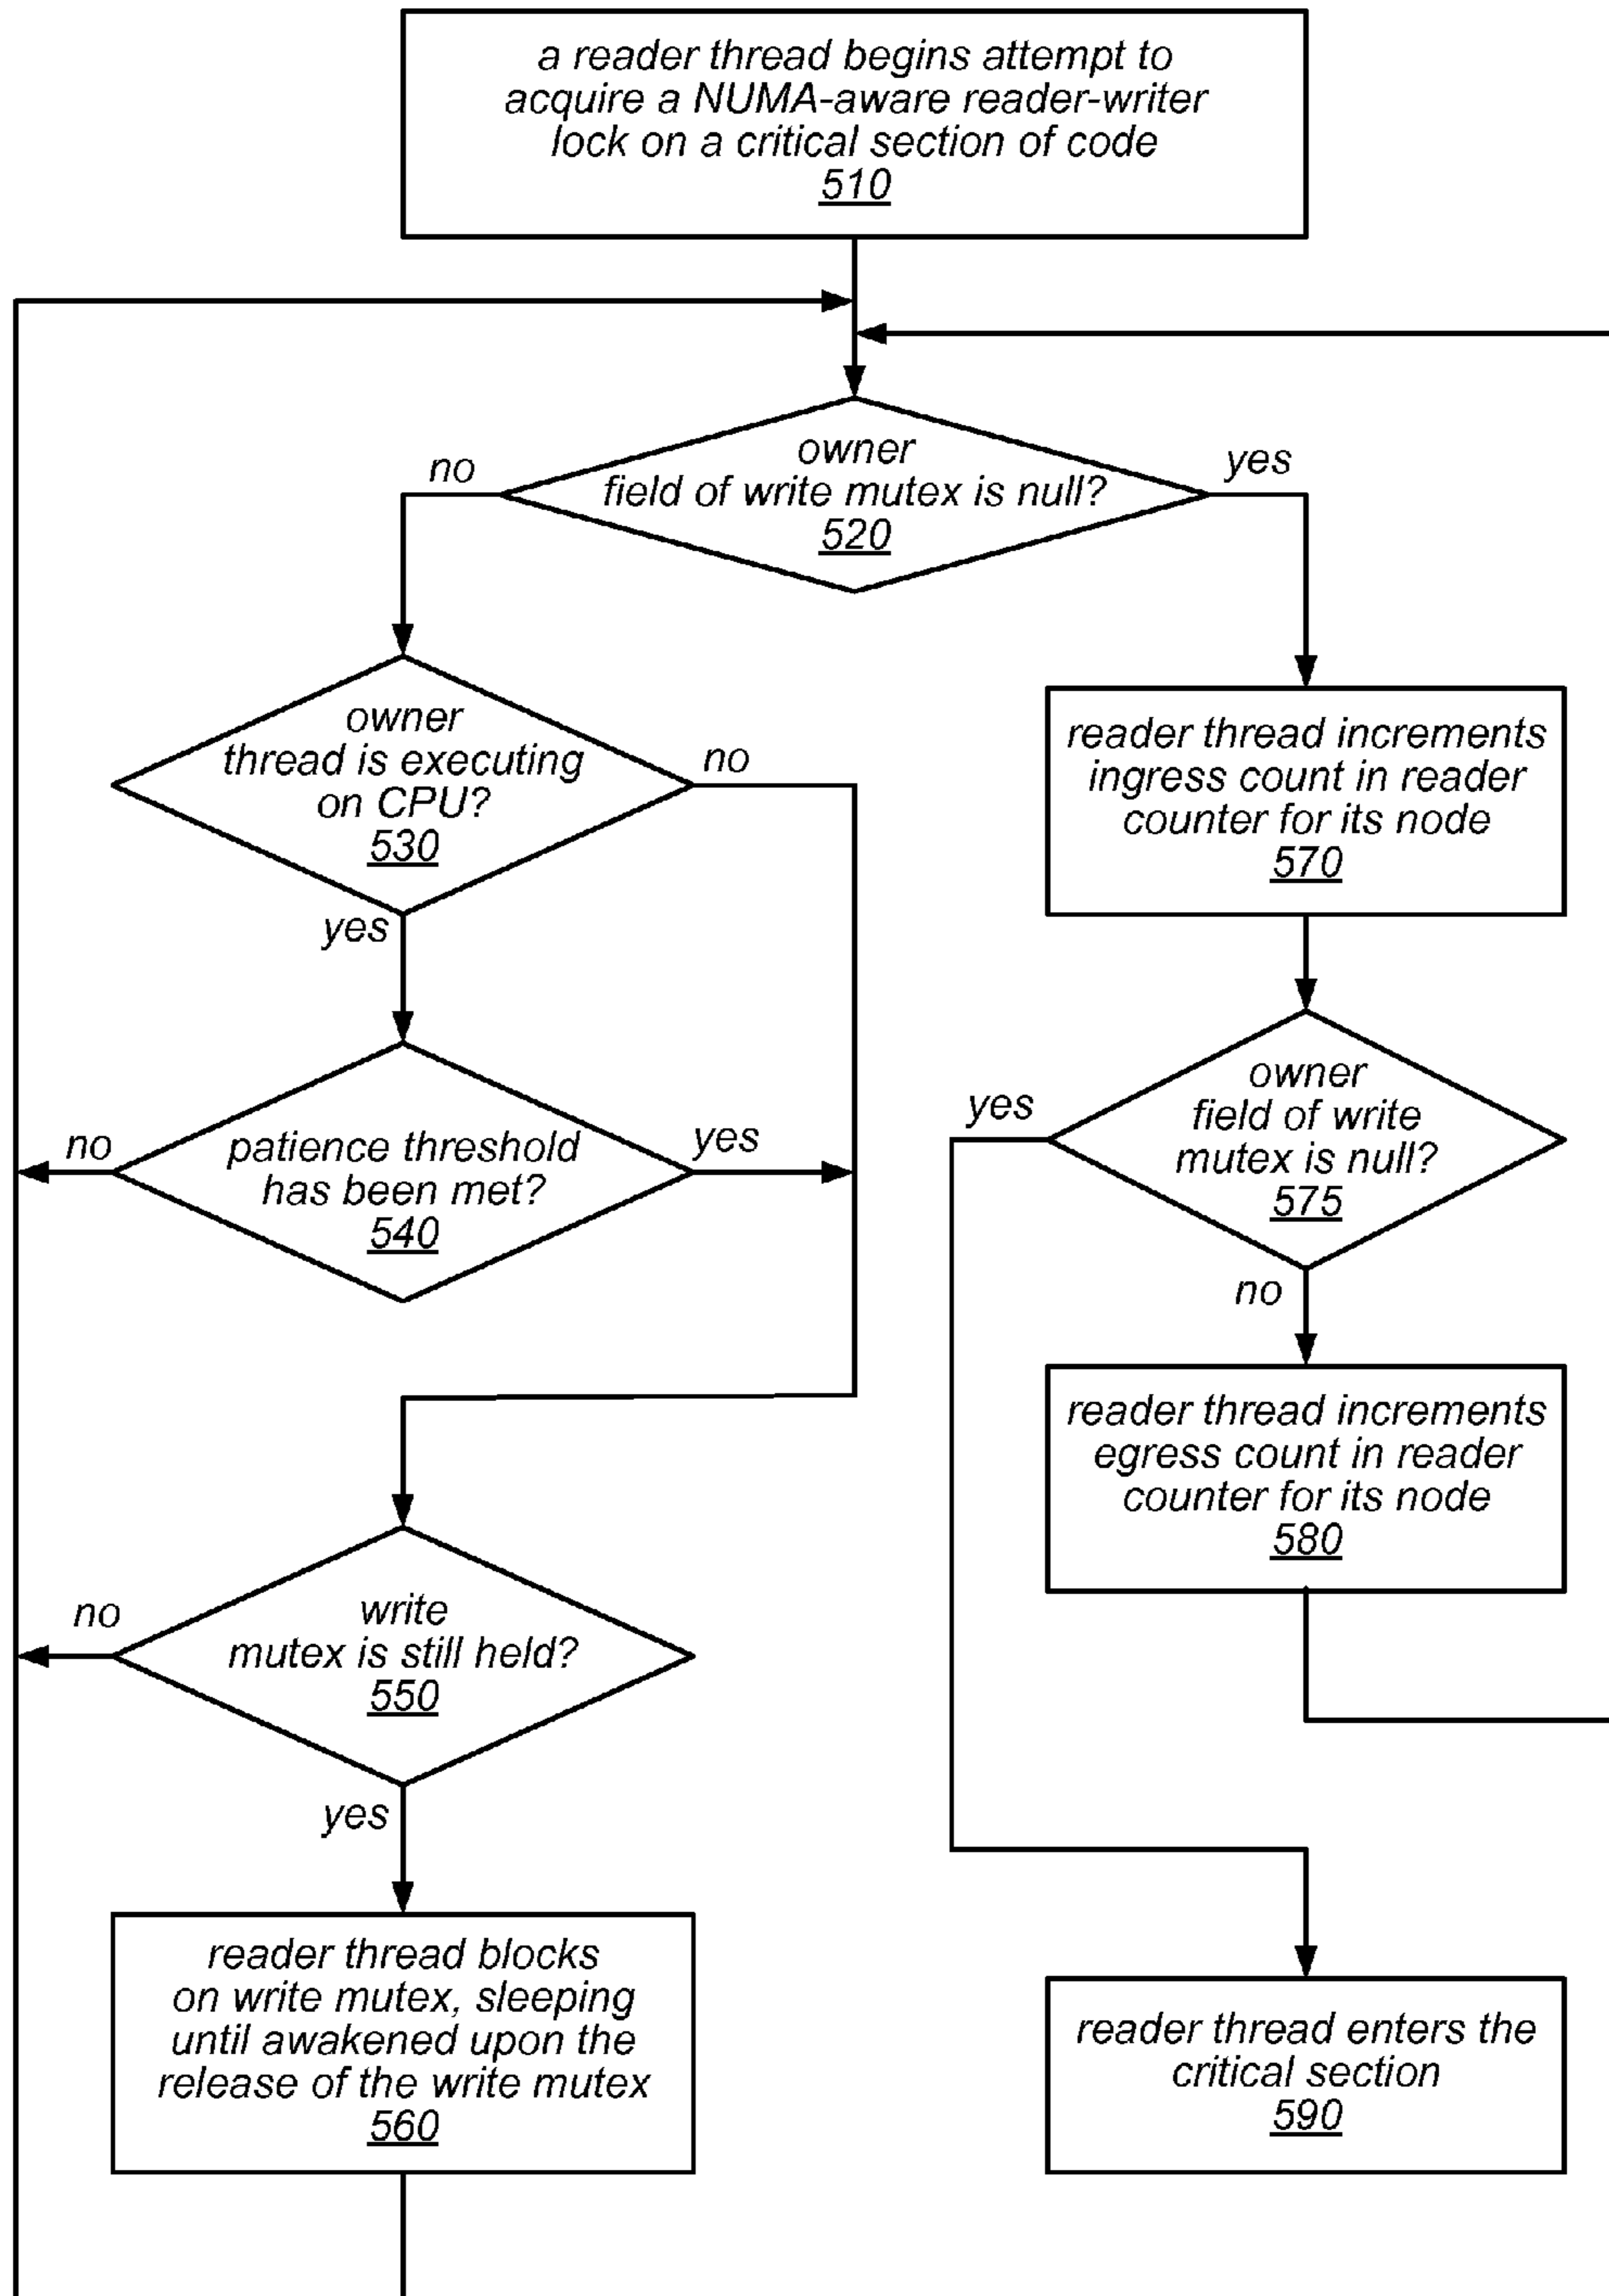 a reader thread begins attempt to
acquire a NUMA-aware reader-writer
lock on a critical section of code
510
owner
field of write mutex is null?
520
no
yes
owner
thread is executing
on CPU?
530
no
yes
patience threshold
has been met?
540
no
yes
write
mutex is still held?
550
no
yes
reader thread blocks
on write mutex, sleeping
until awakened upon the
release of the write mutex
560
reader thread increments
ingress count in reader
counter for its node
570
owner
field of write
mutex is null?
575
yes
no
reader thread increments
egress count in reader
counter for its node
580
reader thread enters the
critical section
590